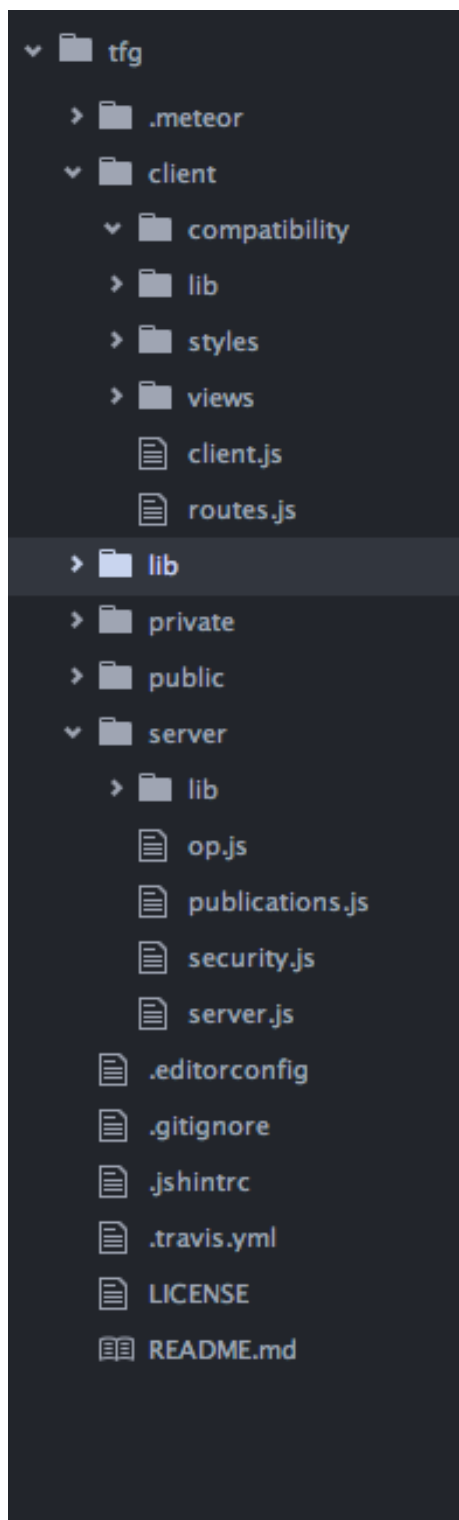 tfg
.meteor
client
compatibility
lib
styles
views
client.js
routes.js
lib
private
public
server
lib
op.js
publications.js
security.js
server.js
.editorconfig
.gitignore
.jshintrc
.travis.yml
LICENSE
README.md